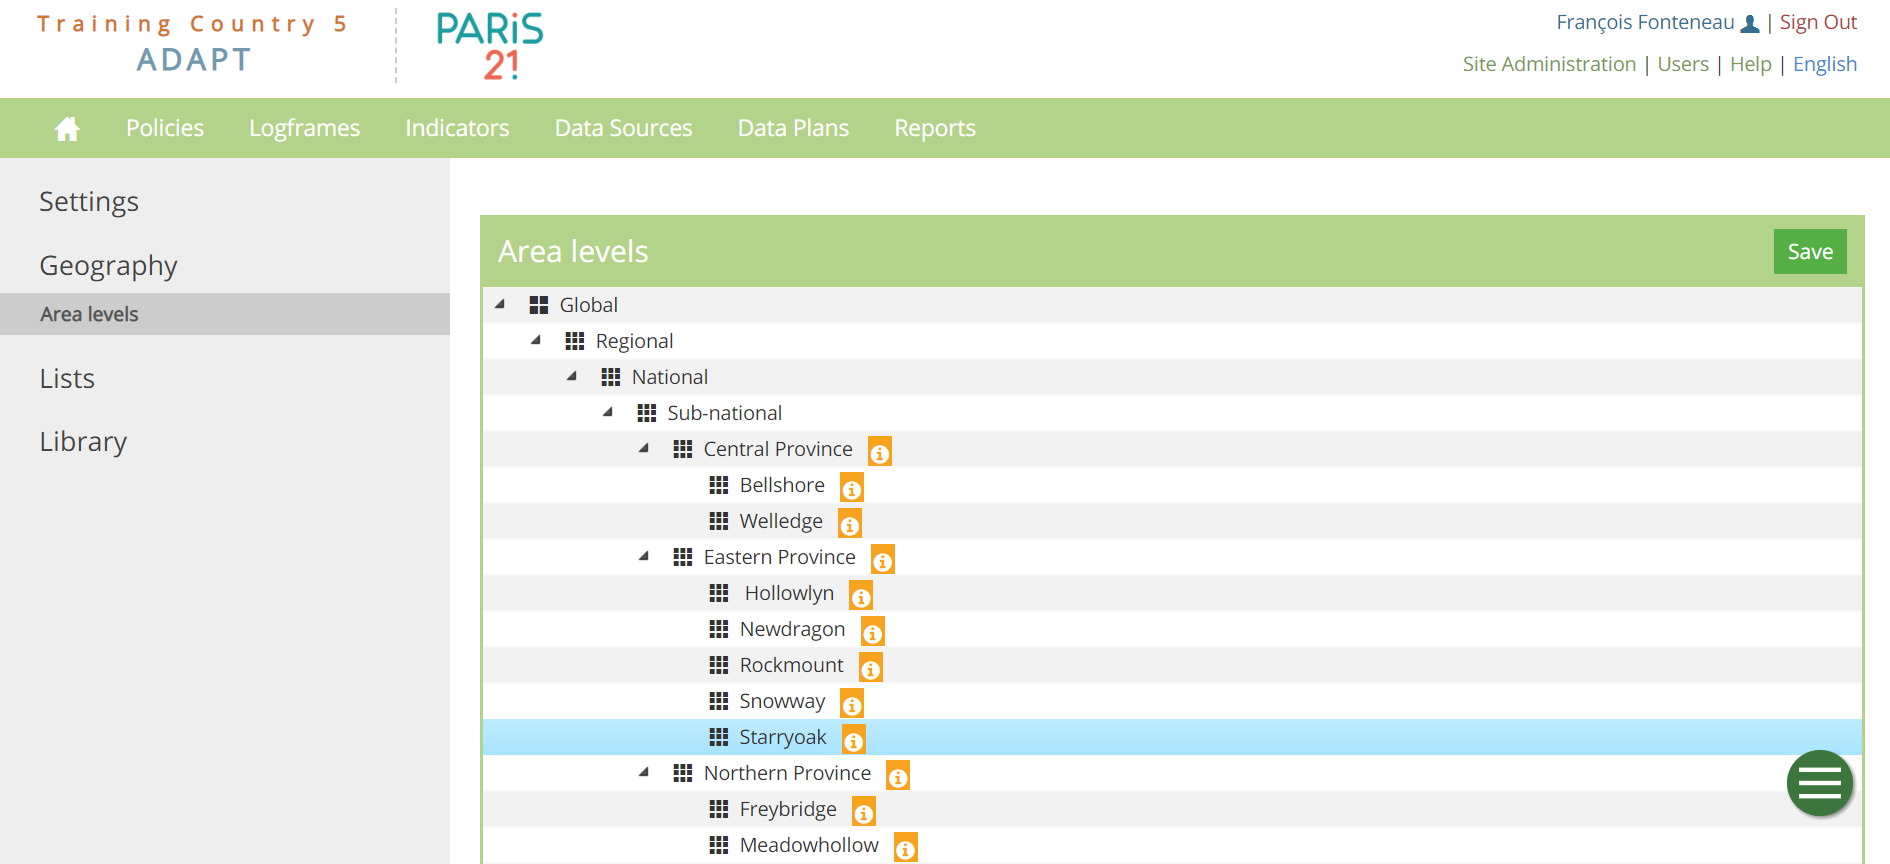 Training Country 5
ADAPT
PARiS
21
François Fonteneau | Sign Out
Site Administration | Users | Help | English
Policies Logframes Indicators Data Sources Data Plans Reports
Settings
Geography
Area levels
Lists
Library
Area levels
Save
Global
Regional
National
Sub-national
Central Province
Bellshore
Welledge
Eastern Province
Hollowlyn
Newdragon
Rockmount
Snowway
Starryoak
Northern Province
Freybridge
Meadowhollow